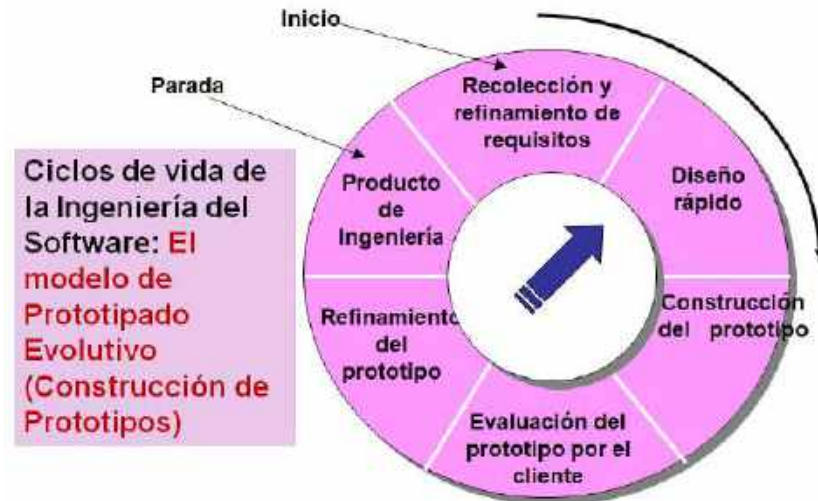 Inicio
Parada
Recolección y
refinamiento de
requisitos
Diseño
rápido
Construcción
del prototipo
Evaluación del
prototipo por el
cliente
Refinamiento
del
prototipo
Producto
de
Ingeniería
Ciclos de vida de
la Ingeniería del
Software: El
modelo de
Prototipado
Evolutivo
(Construcción de
Prototipos)